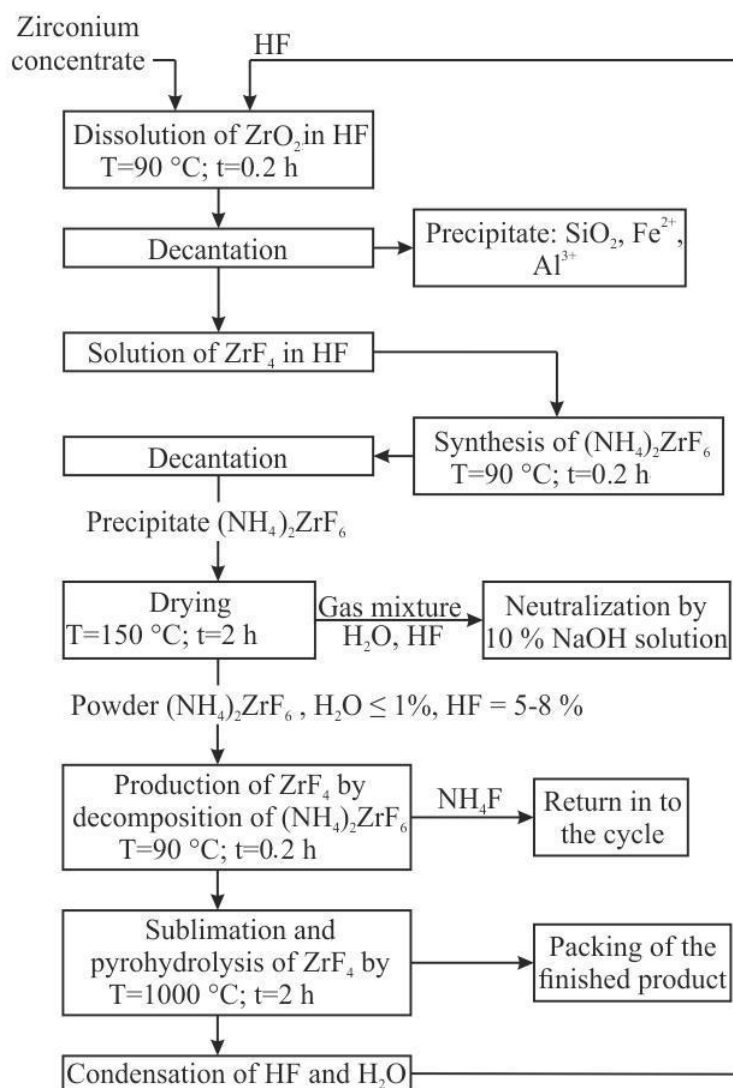 Zirconium
concentrate
HF
Dissolution of ZrO₂in HF
T=90 °C; t=0.2 h
Decantation
Precipitate: SiO₂, Fe²⁺,
Al³⁺
Solution of ZrF₄ in HF
Synthesis of (NH₄)₂ZrF₆
T=90 °C; t=0.2 h
Decantation
Precipitate (NH₄)₂ZrF₆
Drying
T=150 °C; t=2 h
Gas mixture
H₂O, HF
Neutralization by
10 % NaOH solution
Powder (NH₄)₂ZrF₆ , H₂O ≤ 1%, HF = 5-8 %
Production of ZrF₄ by
decomposition of (NH₄)₂ZrF₆
T=90 °C; t=0.2 h
NH₄F
Return in to
the cycle
Sublimation and
pyrohydrolysis of ZrF₄ by
T=1000 °C; t=2 h
Packing of the
finished product
Condensation of HF and H₂O